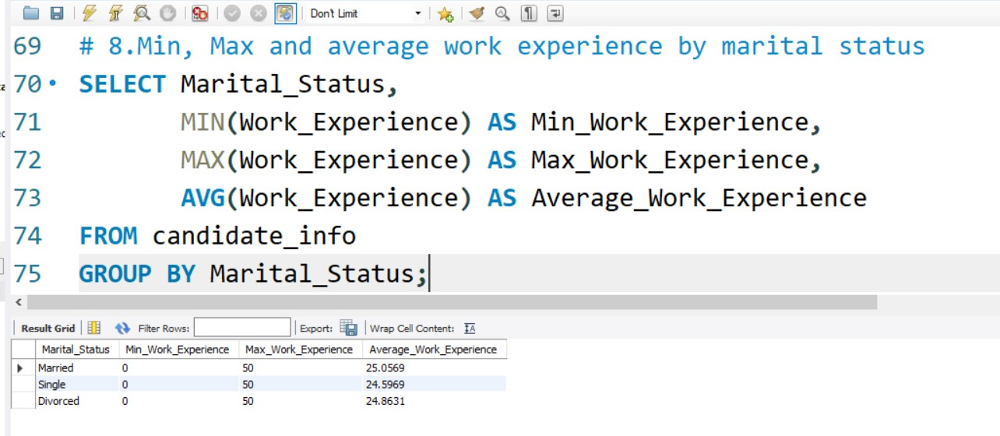 Don't Limit
69 # 8.Min, Max and average work experience by marital status
70 SELECT Marital_Status,
71 MIN(Work_Experience) AS Min_Work_Experience,
72 MAX(Work_Experience) AS Max_Work_Experience,
73 AVG(Work_Experience) AS Average_Work_Experience
74 FROM candidate_info
75 GROUP BY Marital_Status;
Result Grid Filter Rows: Export: Wrap Cell Content:
Marital_Status Min_Work_Experience Max_Work_Experience Average_Work_Experience
Married 0 50 25.0569
Single 0 50 24.5969
Divorced 0 50 24.8631